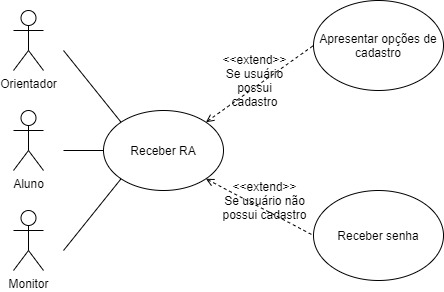 Apresentar opções de
cadastro
<<extend>>
Se usuário
possui
cadastro
Orientador
Receber RA
Aluno
<<extend>>
Se usuário não
possui cadastro
Receber senha
Monitor